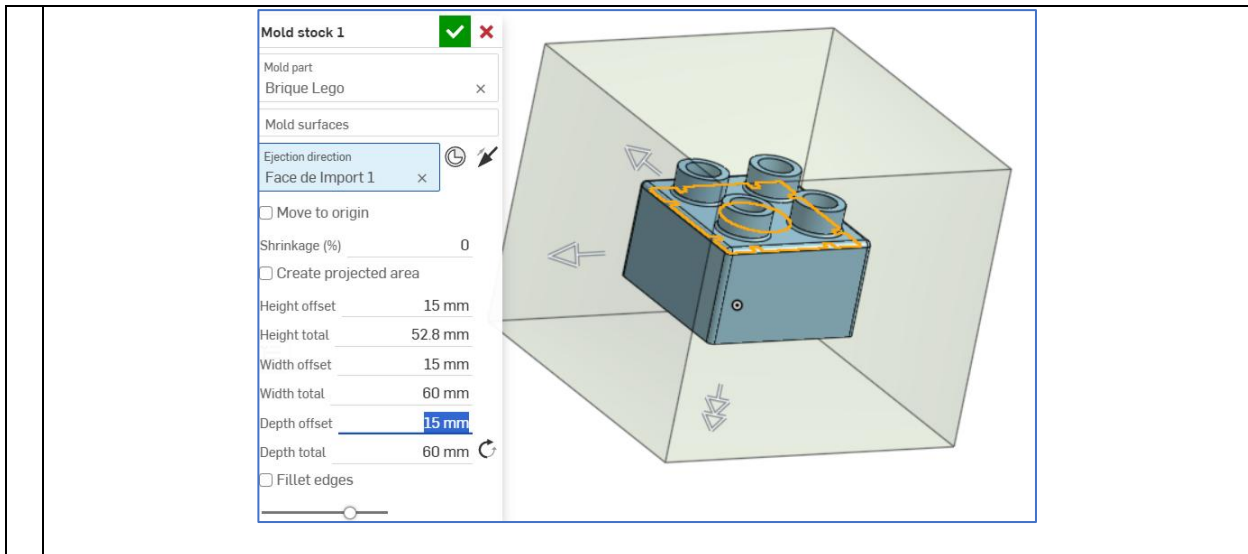 Mold stock 1
Mold part
Brique Lego
Mold surfaces
Ejection direction
Face de Import 1
Move to origin
Shrinkage (%) 0
Create projected area
Height offset 15 mm
Height total 52.8 mm
Width offset 15 mm
Width total 60 mm
Depth offset 15 mm
Depth total 60 mm
Fillet edges